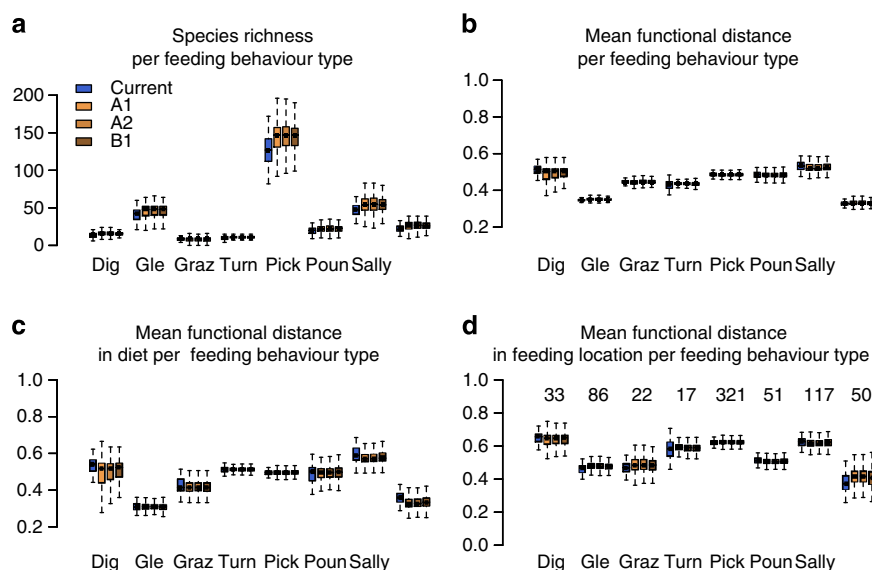 a
Species richness
per feeding behaviour type
Current
A1
A2
B1
200
150
100
50
0
Dig Gle Graz Turn Pick Poun Sally
b
Mean functional distance
per feeding behaviour type
1.0
0.8
0.6
0.4
0.2
Dig Gle Graz Turn Pick Poun Sally
c
Mean functional distance
in diet per feeding behaviour type
1.0
0.8
0.6
0.4
0.2
Dig Gle Graz Turn Pick Poun Sally
d
Mean functional distance
in feeding location per feeding behaviour type
1.0
0.8
0.6
0.4
0.2
0.0
33 86 22 17 321 51 117 50
Dig Gle Graz Turn Pick Poun Sally